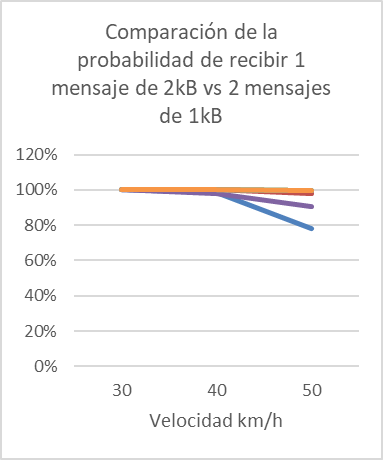 Comparación de la
probabilidad de recibir 1
mensaje de 2kB vs 2 mensajes
de 1kB
120%
100%
80%
60%
40%
20%
0%
30 40 50
Velocidad km/h